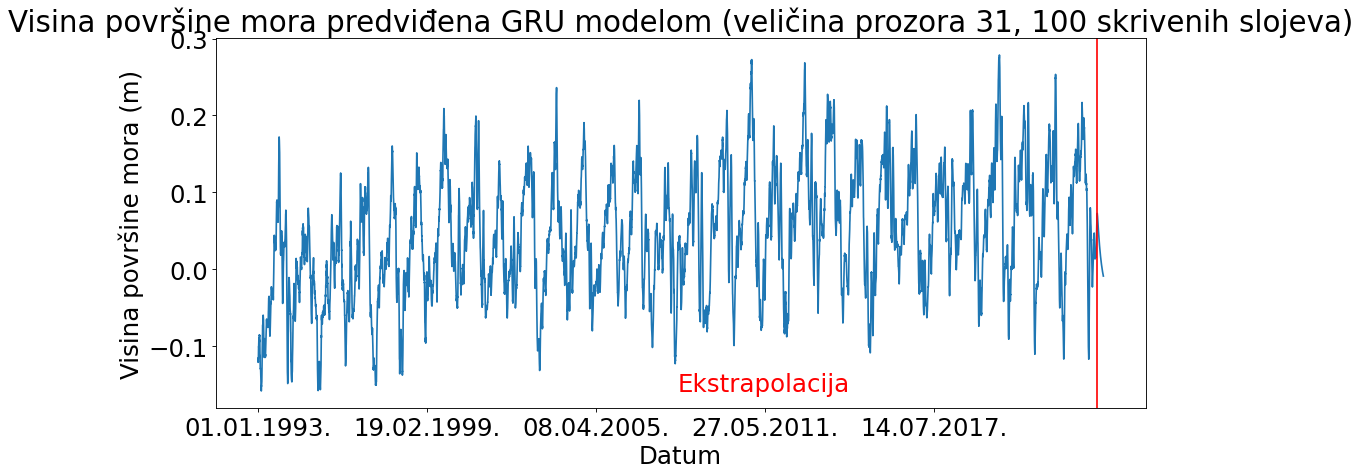 Visina površine mora predviđena GRU modelom (veličina prozora 31, 100 skrivenih slojeva)
Visina površine mora (m)
0.3
0.2
0.1
0.0
−0.1
Ekstrapolacija
01.01.1993. 19.02.1999. 08.04.2005. 27.05.2011. 14.07.2017.
Datum